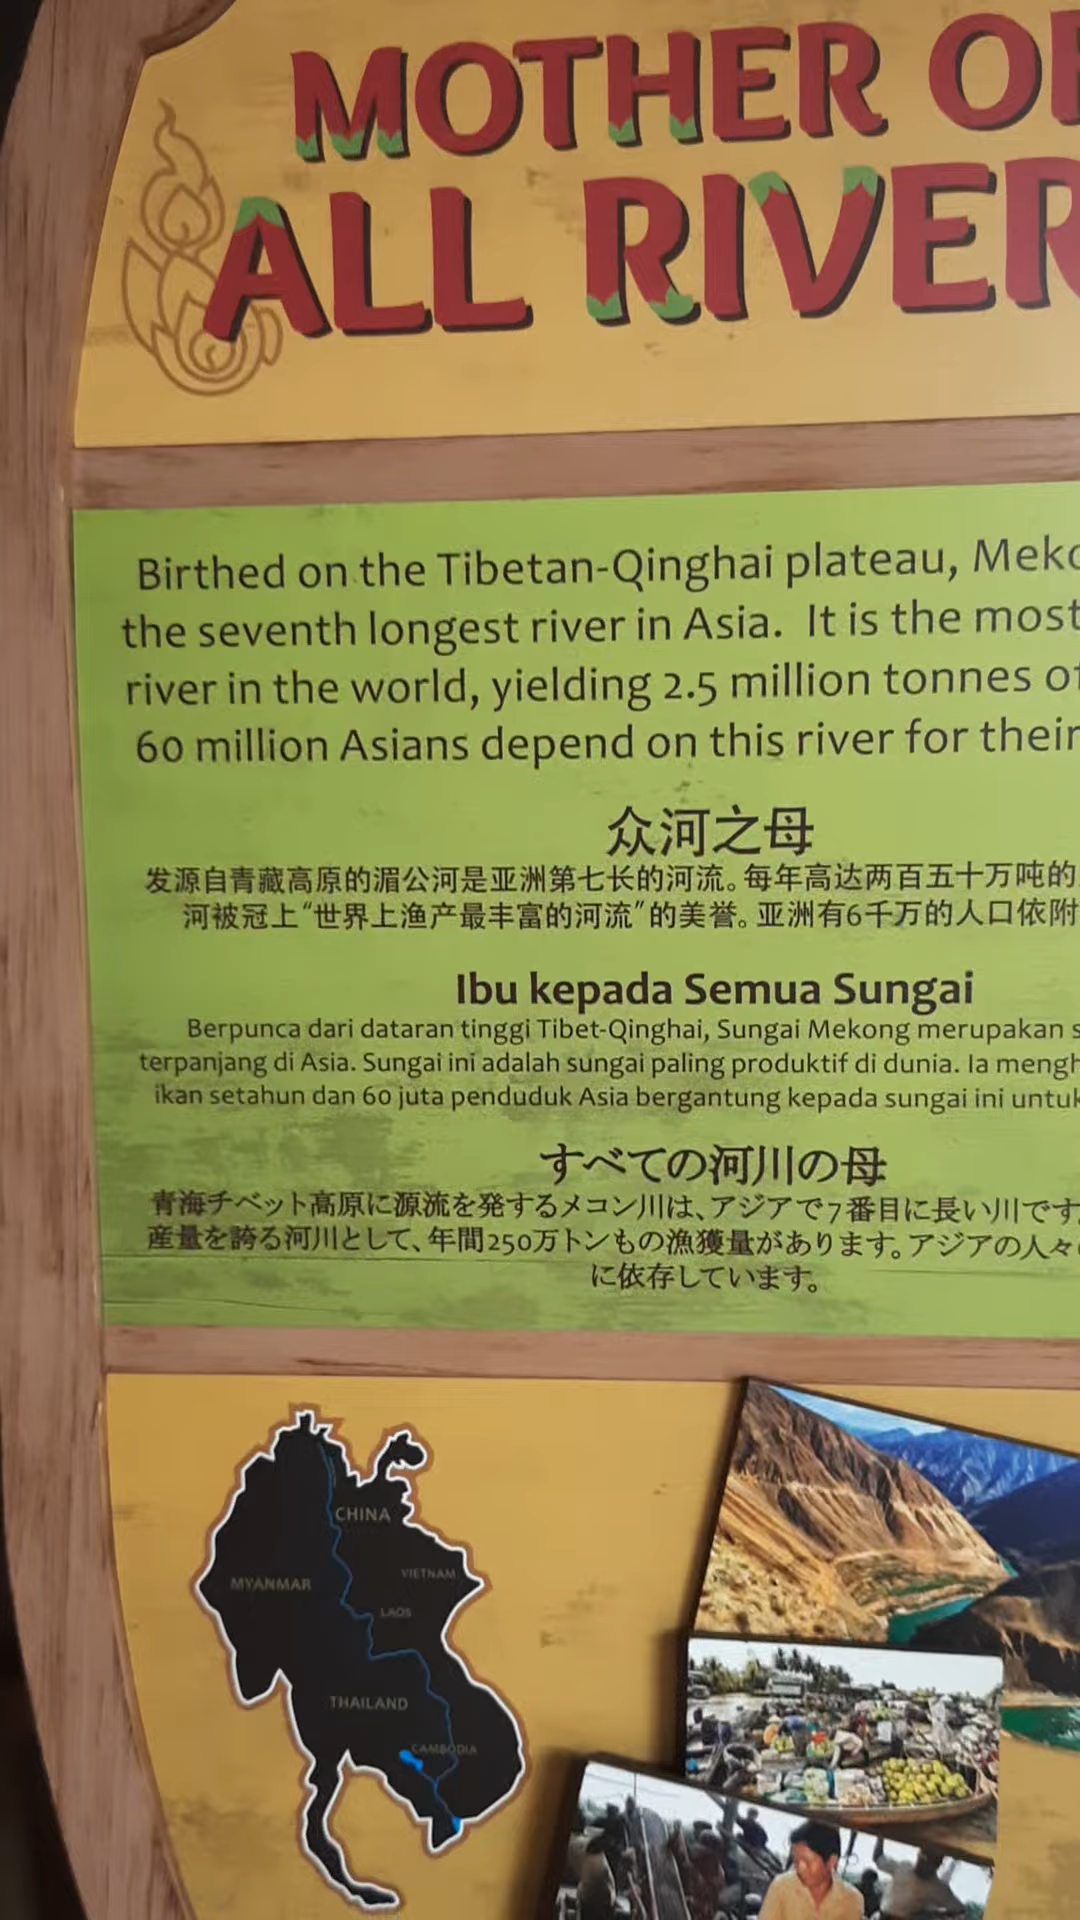 MOTHER OF
ALL RIVER
Birthed on the Tibetan-Qinghai plateau, Meko
the seventh longest river in Asia. It is the most
river in the world, yielding 2.5 million tonnes of
60 million Asians depend on this river for their
众河之母
发源自青藏高原的湄公河是亚洲第七长的河流。每年高达两百五十万吨的
河被冠上“世界上渔产最丰富的河流”的美誉。亚洲有6千万的人口依附
Ibu kepada Semua Sungai
Berpunca dari dataran tinggi Tibet-Qinghai, Sungai Mekong merupakan s
terpanjang di Asia. Sungai ini adalah sungai paling produktif di dunia. Ia mengh
ikan setahun dan 60 juta penduduk Asia bergantung kepada sungai ini untuk
すべての河川の母
青海チベット高原に源流を発するメコン川は、アジアで7番目に長い川です。
産量を誇る河川として、年間250万トンもの漁獲量があります。アジアの人々
に依存しています。
CHINA
VIETNAM
MYANMAR
LAOS
THAILAND
CAMBODIA